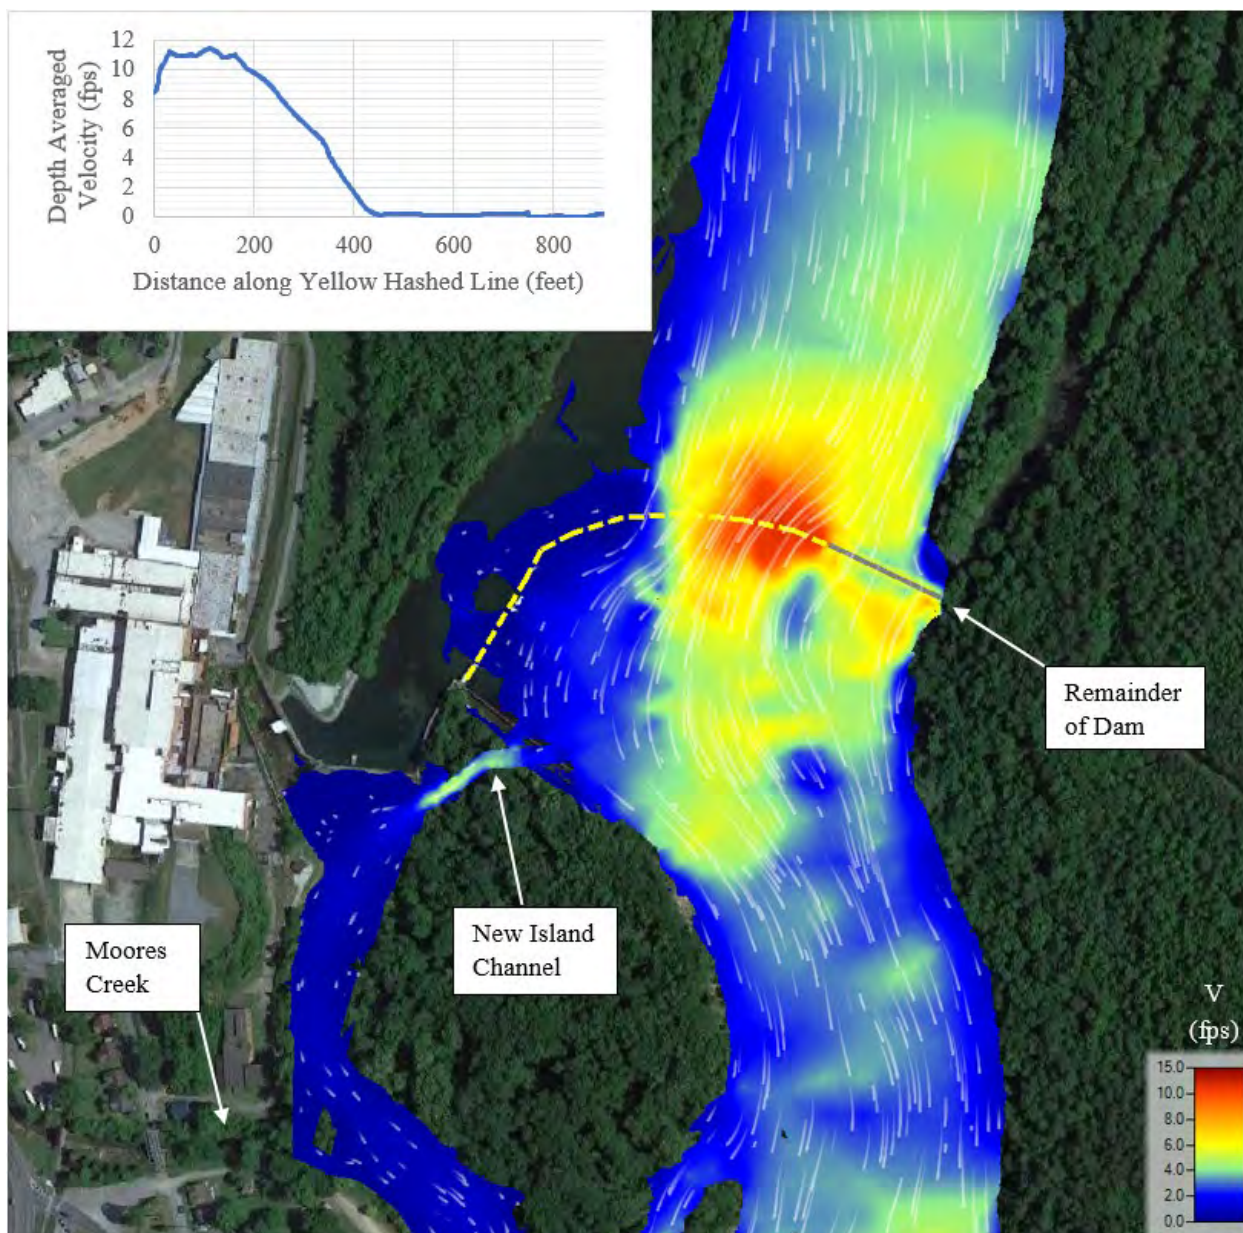 12
10
8
6
4
2
0
Depth Averaged
Velocity (fps)
0
200
400
600
800
Distance along Yellow Hashed Line (feet)
Remainder
of Dam
New Island
Channel
Moores
Creek
V
(fps)
15.0
10.0
8.0
6.0
4.0
2.0
0.0